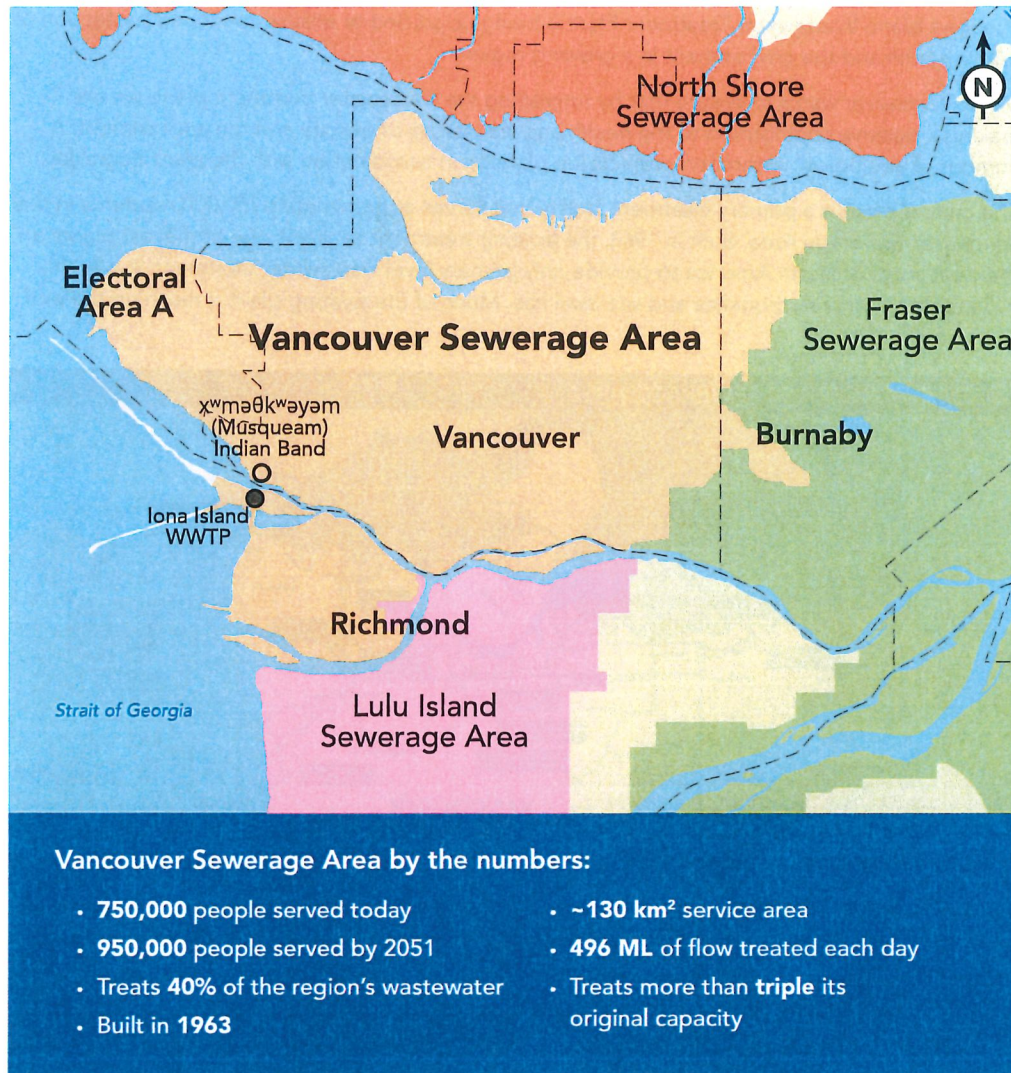 North Shore
Sewerage Area
N
Electoral
Area A
Vancouver Sewerage Area
Fraser
Sewerage Area
xʷməθkʷəy̓əm
(Musqueam)
Indian Band
Vancouver
Burnaby
Iona Island
WWTP
Richmond
Strait of Georgia
Lulu Island
Sewerage Area
Vancouver Sewerage Area by the numbers:
• 750,000 people served today
• 950,000 people served by 2051
• Treats 40% of the region's wastewater
• Built in 1963
• ~130 km² service area
• 496 ML of flow treated each day
• Treats more than triple its
original capacity